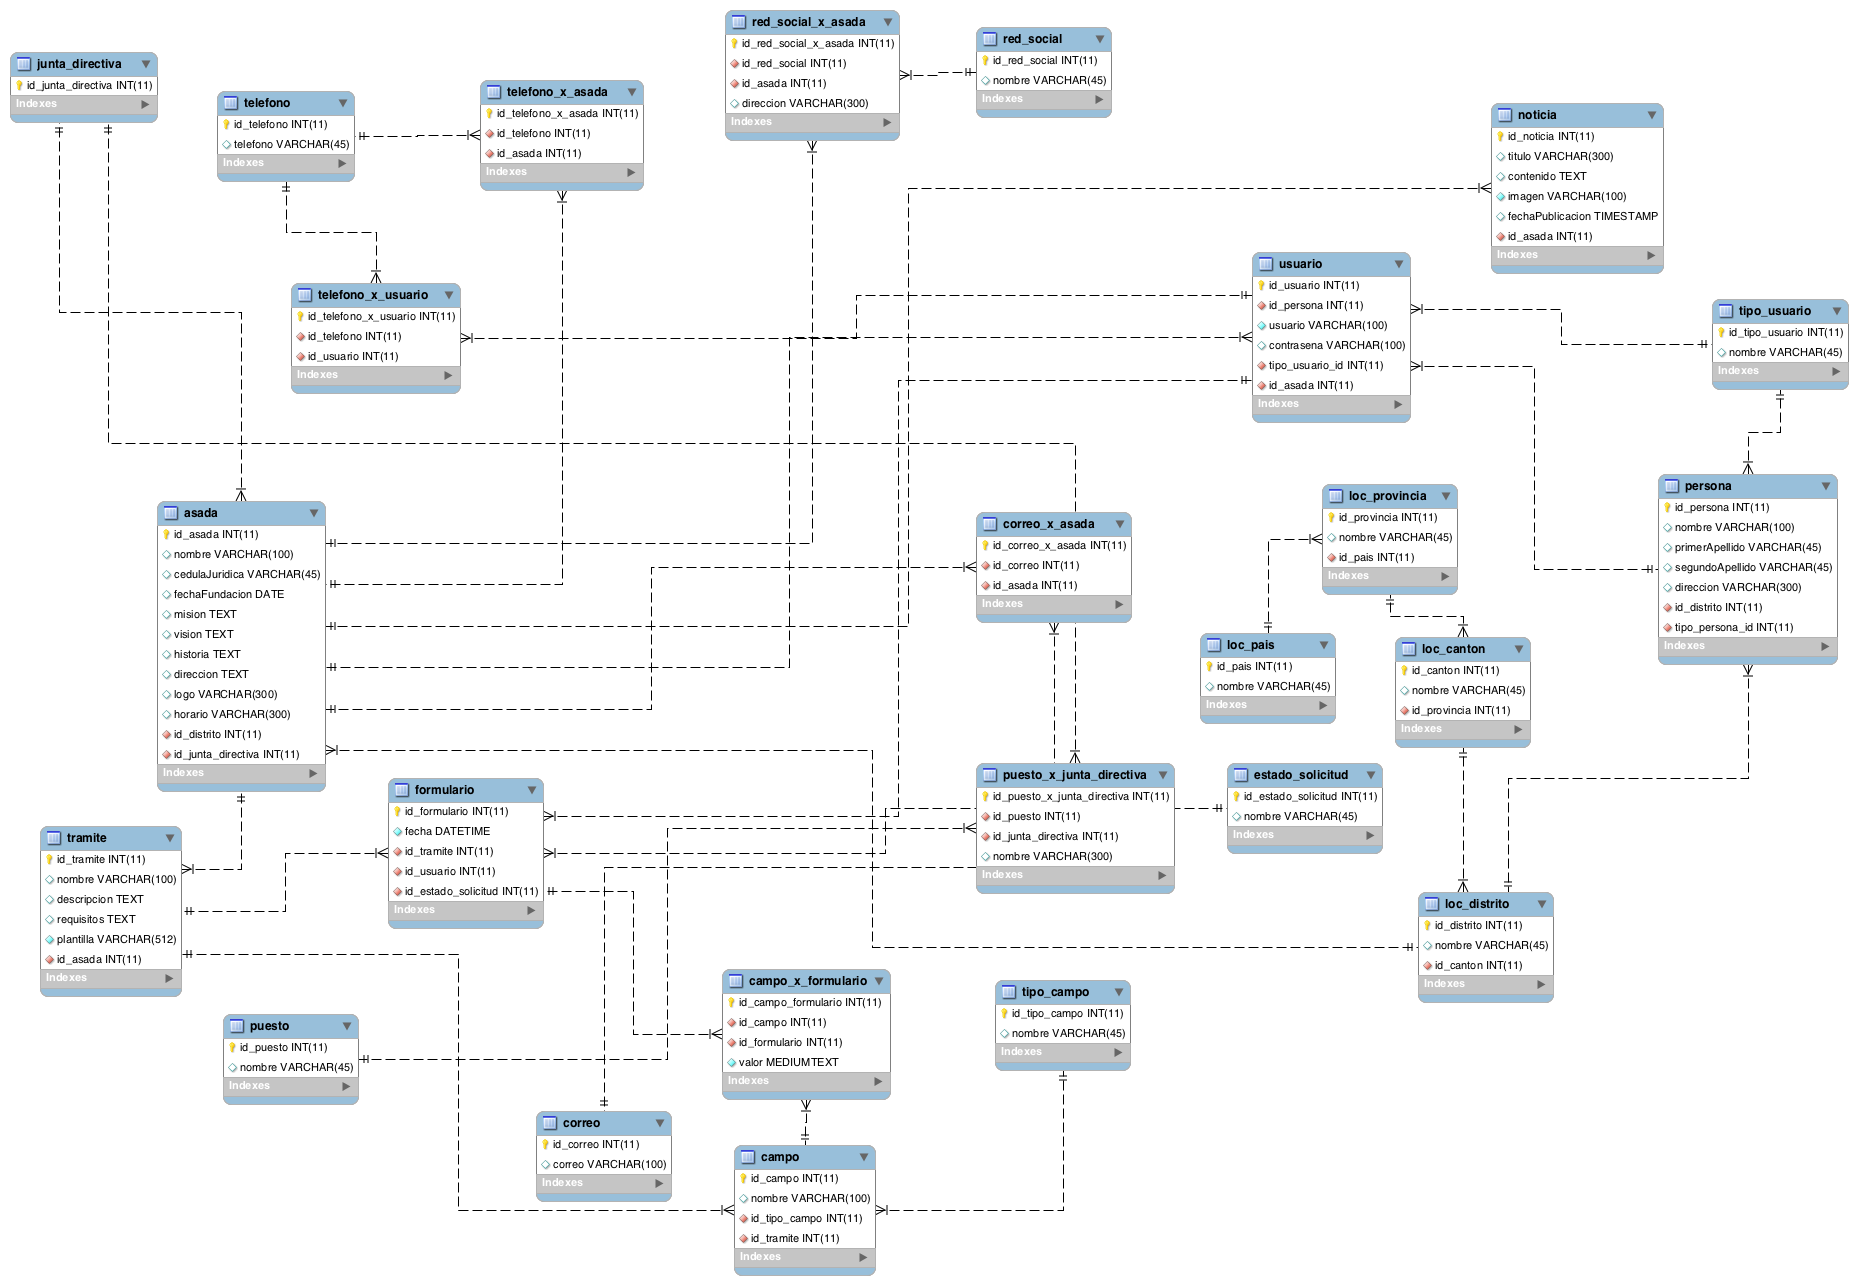 junta_directiva
id_junta_directiva INT(11)
Indexes
telefono
id_telefono INT(11)
telefono VARCHAR(45)
Indexes
telefono_x_asada
id_telefono_x_asada INT(11)
id_telefono INT(11)
id_asada INT(11)
Indexes
red_social_x_asada
id_red_social_x_asada INT(11)
id_red_social INT(11)
id_asada INT(11)
direccion VARCHAR(300)
Indexes
red_social
id_red_social INT(11)
nombre VARCHAR(45)
Indexes
noticia
id_noticia INT(11)
titulo VARCHAR(300)
contenido TEXT
imagen VARCHAR(100)
fechaPublicacion TIMESTAMP
id_asada INT(11)
Indexes
telefono_x_usuario
id_telefono_x_usuario INT(11)
id_telefono INT(11)
id_usuario INT(11)
Indexes
usuario
id_usuario INT(11)
id_persona INT(11)
usuario VARCHAR(100)
contrasena VARCHAR(100)
tipo_usuario_id INT(11)
id_asada INT(11)
Indexes
tipo_usuario
id_tipo_usuario INT(11)
nombre VARCHAR(45)
Indexes
asada
id_asada INT(11)
nombre VARCHAR(100)
cedulaJuridica VARCHAR(45)
fechaFundacion DATE
mision TEXT
vision TEXT
historia TEXT
direccion TEXT
logo VARCHAR(300)
horario VARCHAR(300)
id_distrito INT(11)
id_junta_directiva INT(11)
Indexes
correo_x_asada
id_correo_x_asada INT(11)
id_correo INT(11)
id_asada INT(11)
Indexes
loc_provincia
id_provincia INT(11)
nombre VARCHAR(45)
id_pais INT(11)
Indexes
persona
id_persona INT(11)
nombre VARCHAR(100)
primerApellido VARCHAR(45)
segundoApellido VARCHAR(45)
direccion VARCHAR(300)
id_distrito INT(11)
tipo_persona_id INT(11)
Indexes
loc_pais
id_pais INT(11)
nombre VARCHAR(45)
Indexes
loc_canton
id_canton INT(11)
nombre VARCHAR(45)
id_provincia INT(11)
Indexes
formulario
id_formulario INT(11)
fecha DATETIME
id_tramite INT(11)
id_usuario INT(11)
id_estado_solicitud INT(11)
Indexes
puesto_x_junta_directiva
id_puesto_x_junta_directiva INT(11)
id_puesto INT(11)
id_junta_directiva INT(11)
nombre VARCHAR(300)
Indexes
estado_solicitud
id_estado_solicitud INT(11)
nombre VARCHAR(45)
Indexes
tramite
id_tramite INT(11)
nombre VARCHAR(100)
descripcion TEXT
requisitos TEXT
plantilla VARCHAR(512)
id_asada INT(11)
Indexes
loc_distrito
id_distrito INT(11)
nombre VARCHAR(45)
id_canton INT(11)
Indexes
puesto
id_puesto INT(11)
nombre VARCHAR(45)
Indexes
campo_x_formulario
id_campo_formulario INT(11)
id_campo INT(11)
id_formulario INT(11)
valor MEDIUMTEXT
Indexes
tipo_campo
id_tipo_campo INT(11)
nombre VARCHAR(45)
Indexes
correo
id_correo INT(11)
correo VARCHAR(100)
Indexes
campo
id_campo INT(11)
nombre VARCHAR(100)
id_tipo_campo INT(11)
id_tramite INT(11)
Indexes